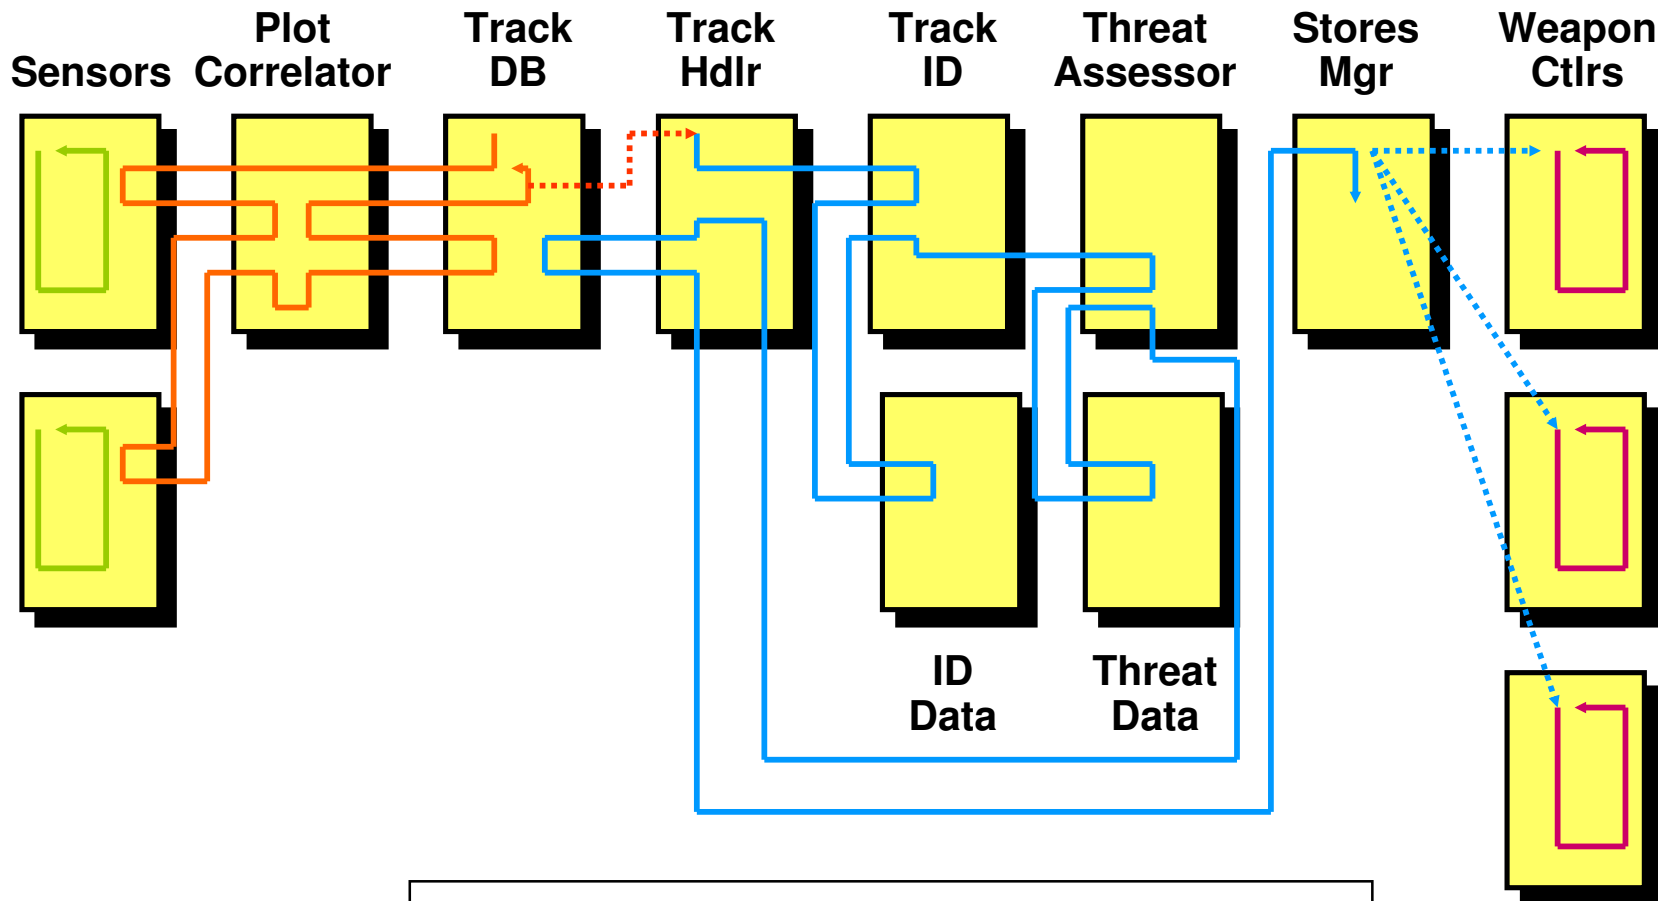 Sensors
Plot
Correlator
Track
DB
Track
Hdlr
Track
ID
Threat
Assessor
Stores
Mgr
Weapon
Ctlrs
ID
Data
Threat
Data